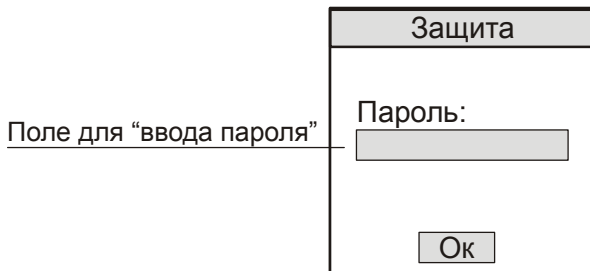 Защита
Пароль:
Поле для “ввода пароля”
Ок